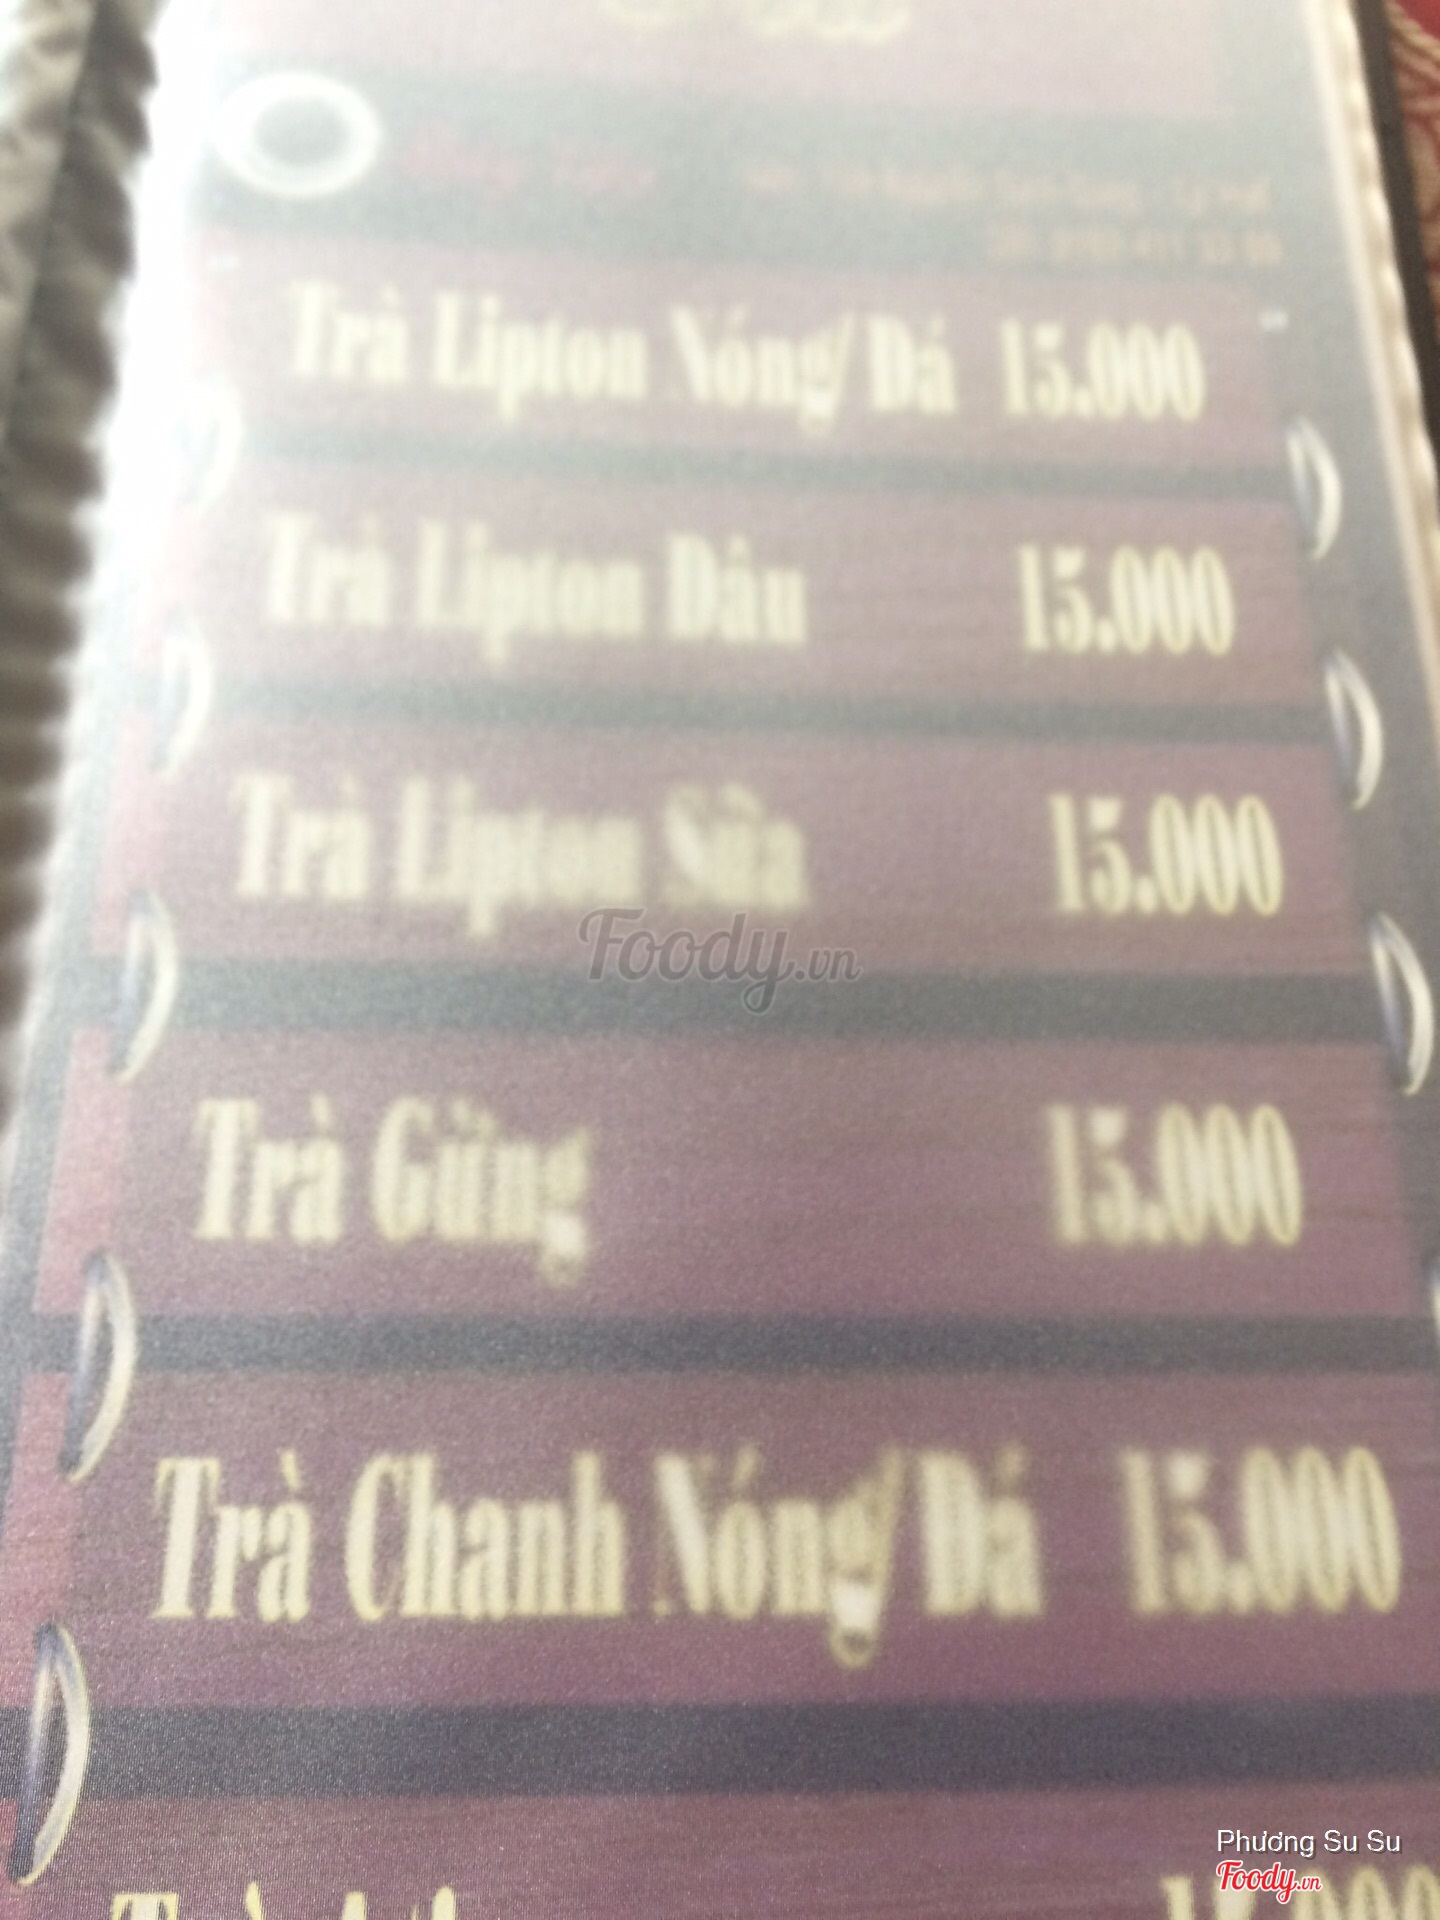 Trà Lipton Nóng/Đá 15.000
Trà Lipton Dâu 15.000
Trà Lipton Sữa 15.000
Foody.vn
Trà Gừng 15.000
Trà Chanh Nóng/Đá 15.000
Phương Su Su
Foody.vn
Trà